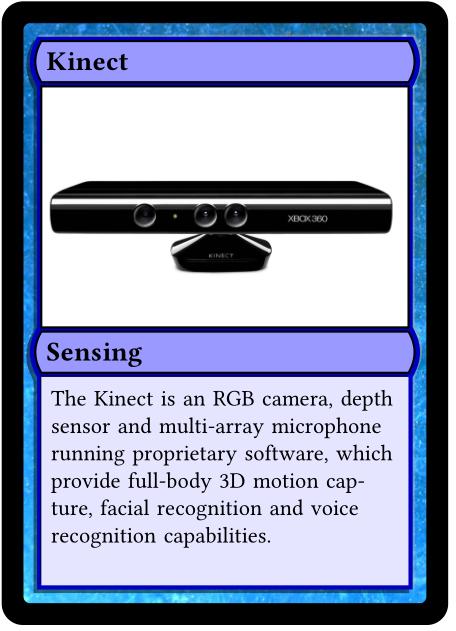 Kinect
XBOX 360
KINECT
Sensing
The Kinect is an RGB camera, depth
sensor and multi-array microphone
running proprietary software, which
provide full-body 3D motion cap-
ture, facial recognition and voice
recognition capabilities.